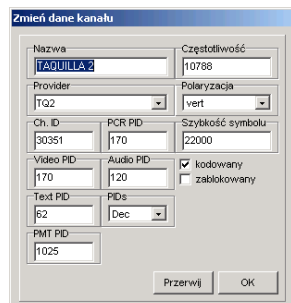 Zmień dane kanału
Nazwa
TAQUILLA 2
Częstotliwość
10788
Provider
TQ2
Polaryzacja
vert
Ch. ID
30351
PCR PID
170
Szybkość symbolu
22000
Video PID
170
Audio PID
120
kodowany
zablokowany
Text PID
62
PIDs
Dec
PMT PID
1025
Przerwij
OK